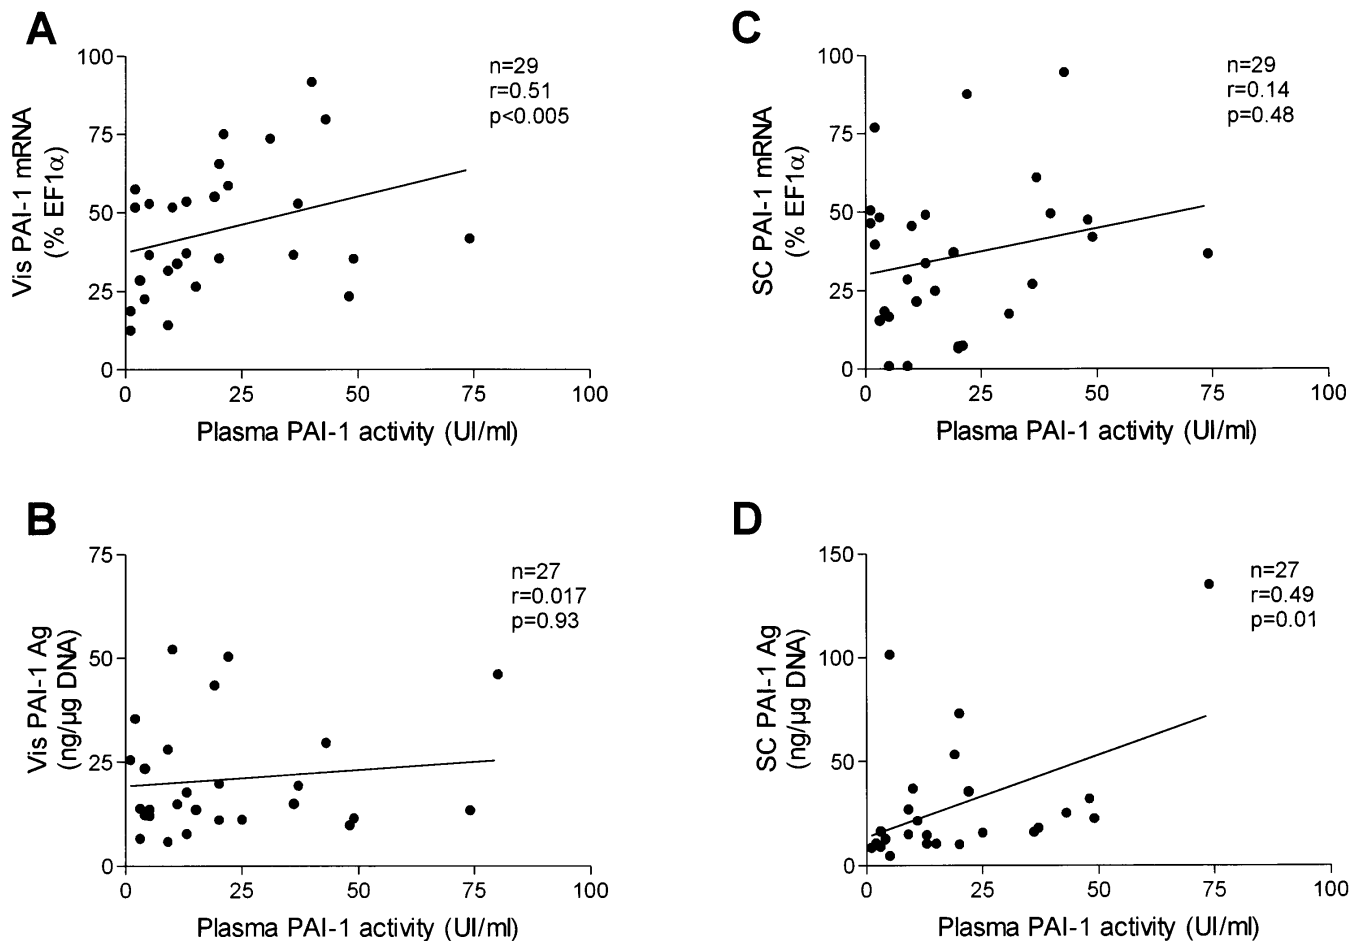 A
Vis PAI-1 mRNA
(% EF1α)
100
75
50
25
0
n=29
r=0.51
p<0.005
0 25 50 75 100
Plasma PAI-1 activity (UI/ml)
C
SC PAI-1 mRNA
(% EF1α)
100
75
50
25
0
n=29
r=0.14
p=0.48
0 25 50 75 100
Plasma PAI-1 activity (UI/ml)
B
Vis PAI-1 Ag
(ng/µg DNA)
75
50
25
0
n=27
r=0.017
p=0.93
0 25 50 75 100
Plasma PAI-1 activity (UI/ml)
D
SC PAI-1 Ag
(ng/µg DNA)
150
100
50
0
n=27
r=0.49
p=0.01
0 25 50 75 100
Plasma PAI-1 activity (UI/ml)